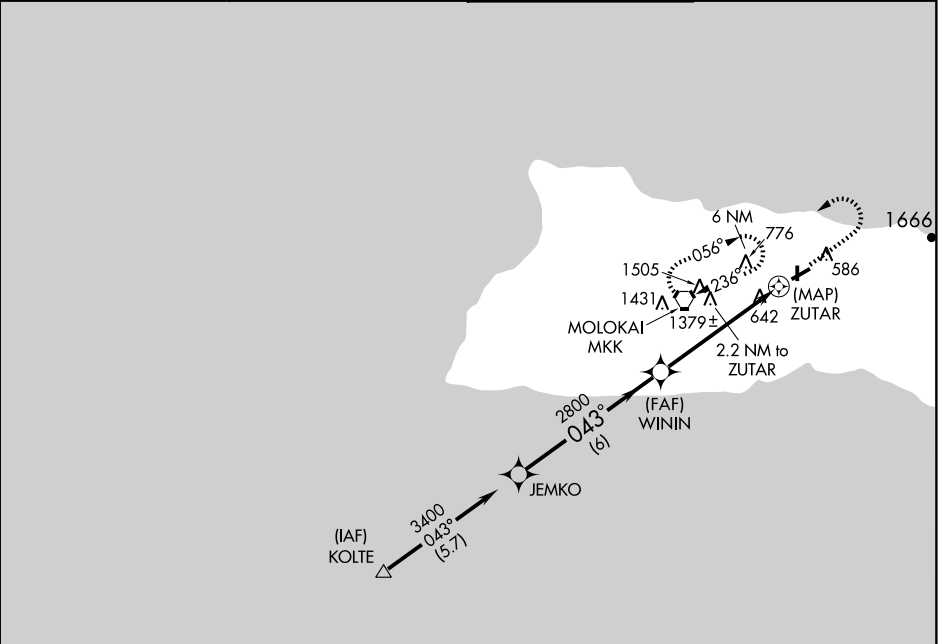 6 NM
776
1666
056°
1505
236°
586
1431
(MAP)
ZUTAR
1379±
642
MOLOKAI
MKK
2.2 NM to
ZUTAR
(FAF)
WININ
2800
043°
(6)
JEMKO
3400
043°
(5.7)
(IAF)
KOLTE